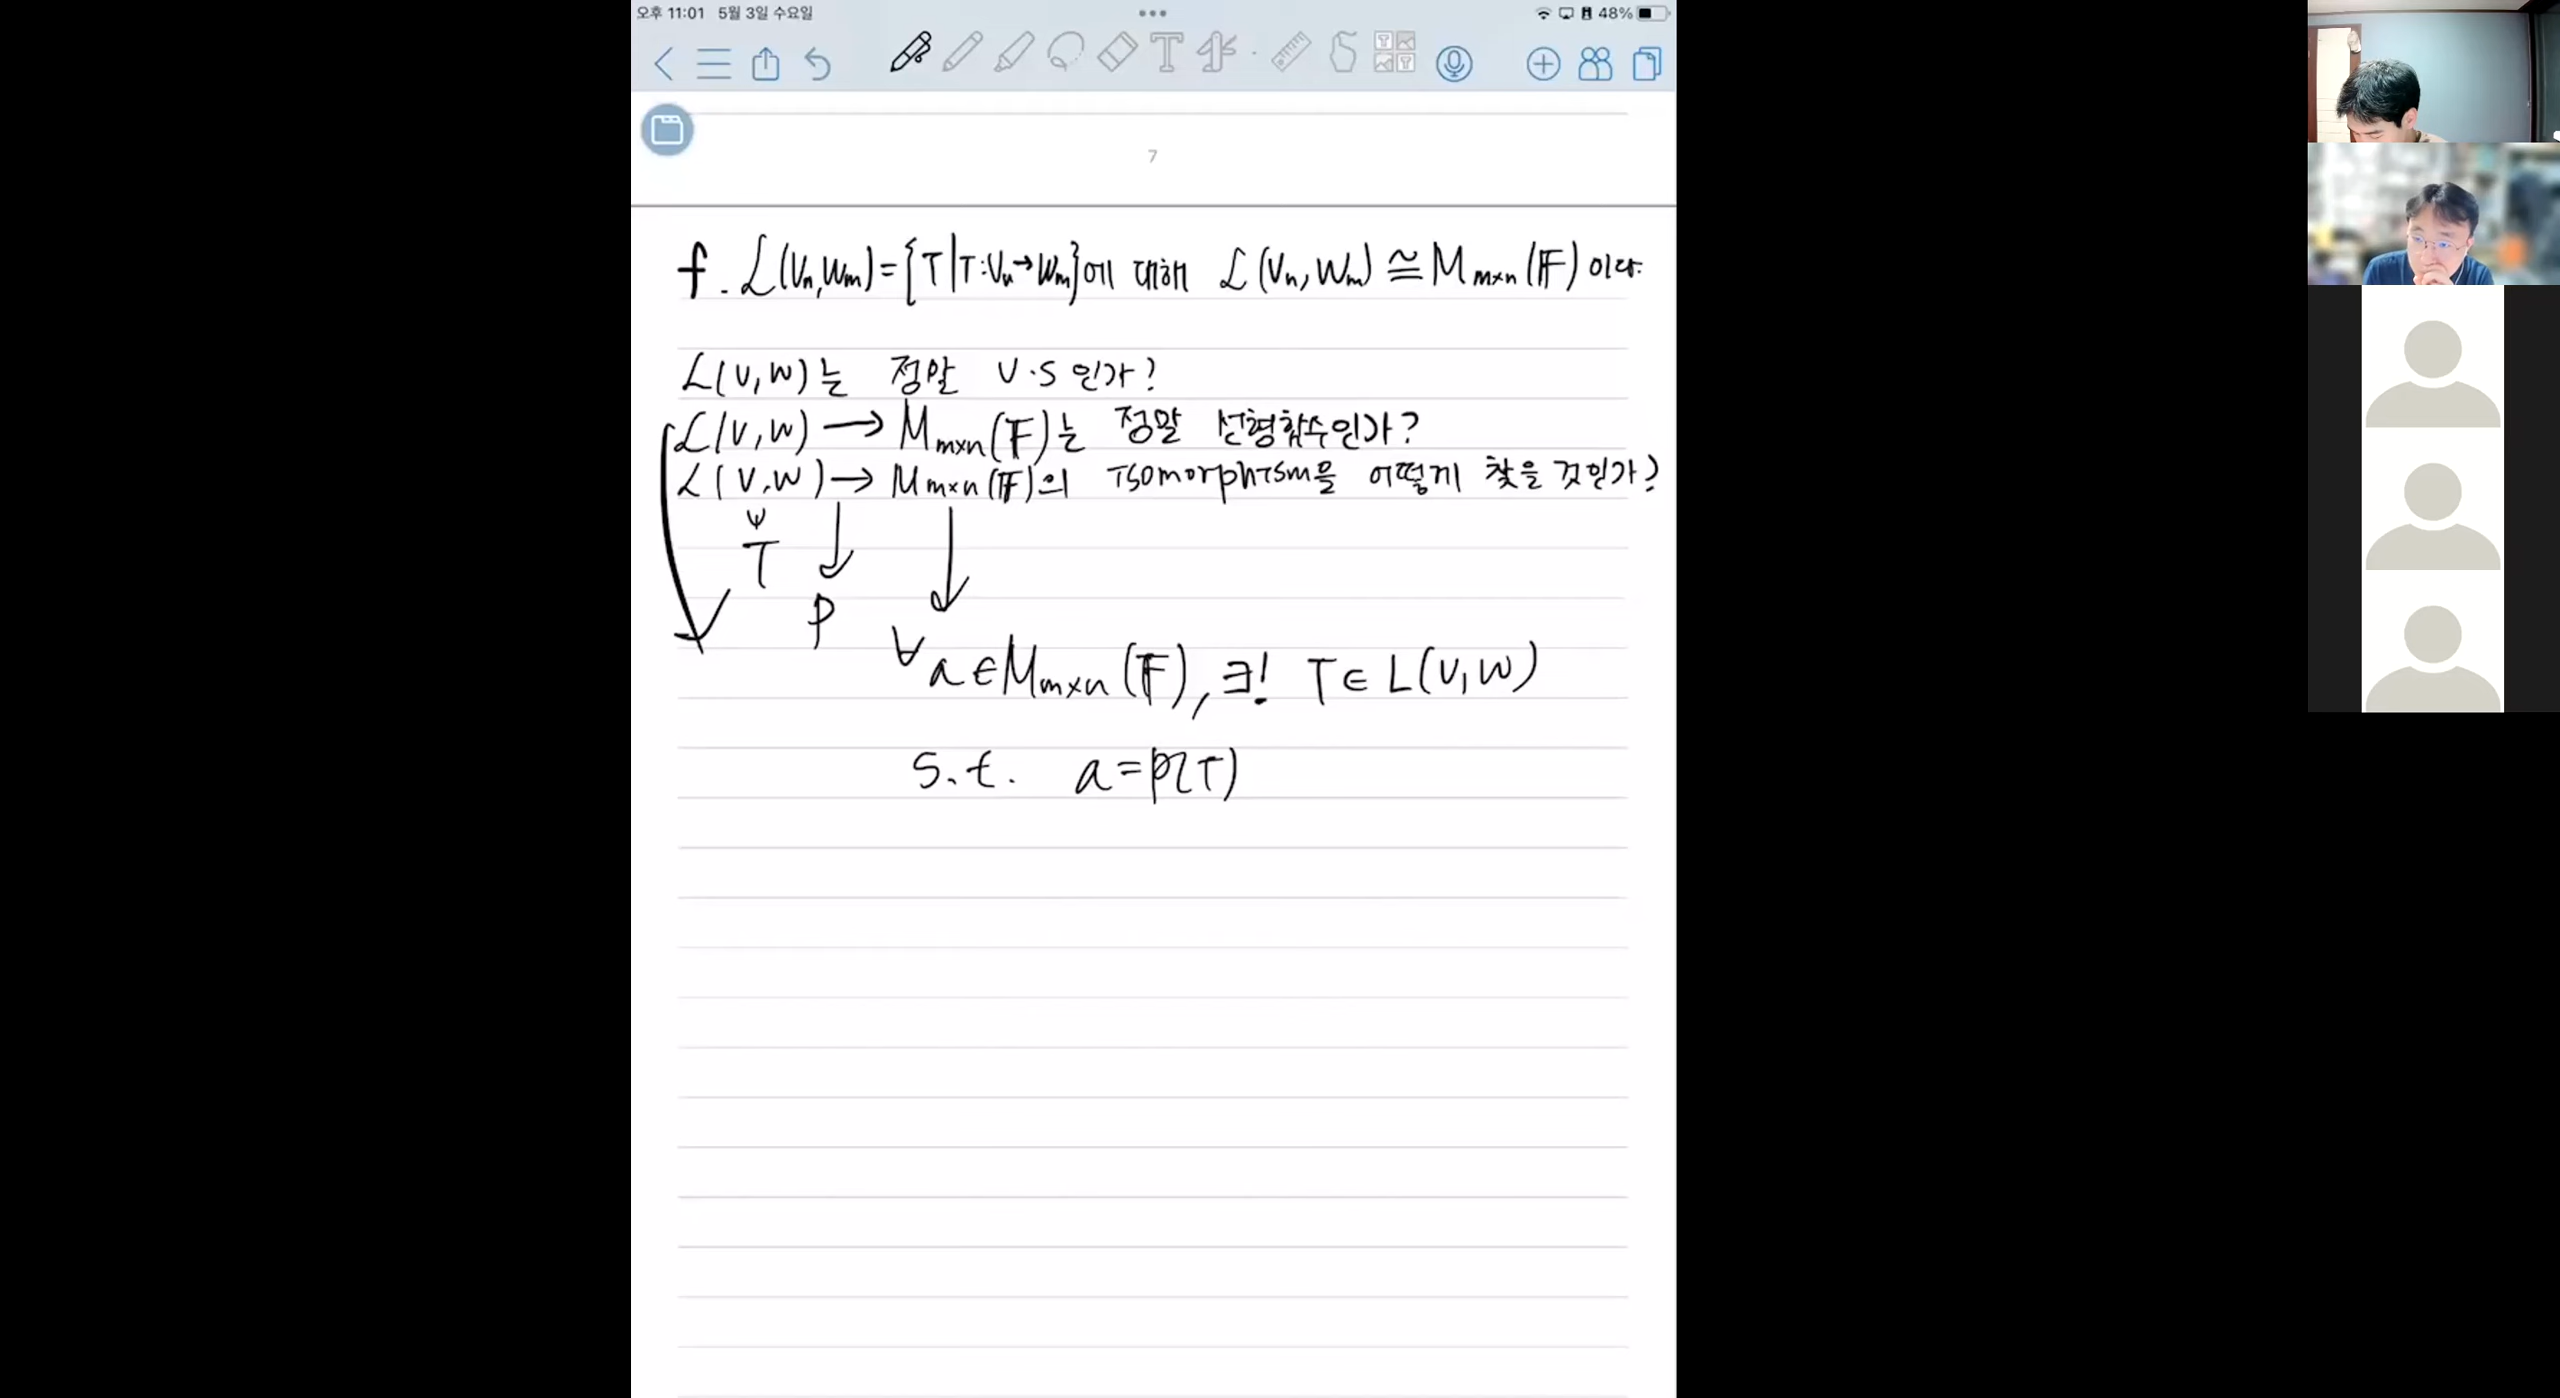 오후 11:01 5월 3일 수요일
48%
7
f. ℒ(Vn,Wm)={T|T:Vn→Wm}에 대해 ℒ(Vn,Wm)≅Mm×n(𝔽)이다.
ℒ(V,W)는 정말 V.S인가?
ℒ(V,W)→Mm×n(𝔽)는 정말 선형함수인가?
ℒ(V,W)→Mm×n(𝔽)의 Isomorphism을 어떻게 찾을 것인가?
Ψ
T
P
∀a∈Mm×n(𝔽), ∃! T∈L(V,W)
s.t. a=P(T)